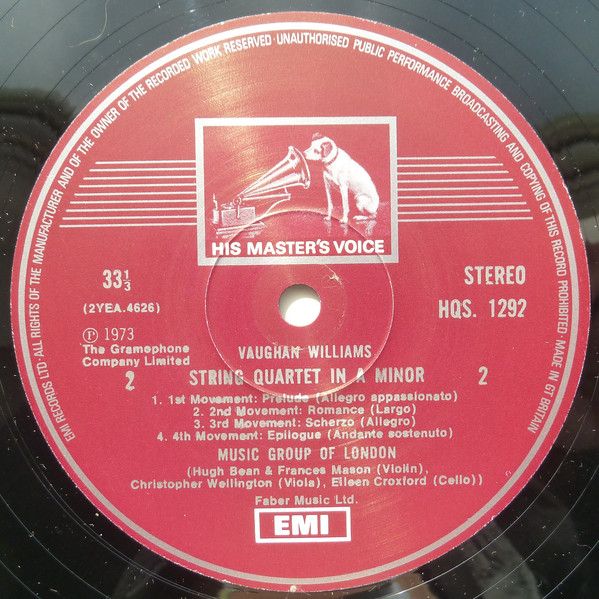 EMI RECORDS LTD · ALL RIGHTS OF THE MANUFACTURER AND OF THE OWNER OF THE RECORDED WORK RESERVED · UNAUTHORISED PUBLIC PERFORMANCE BROADCASTING AND COPYING OF THIS RECORD PROHIBITED · MADE IN GT BRITAIN
HIS MASTER'S VOICE
33⅓
STEREO
(2YEA.4626)
HQS. 1292
Ⓟ 1973
The Gramophone
Company Limited
VAUGHAN WILLIAMS
2 STRING QUARTET IN A MINOR 2
1. 1st Movement: Prelude (Allegro appassionato)
2. 2nd Movement: Romance (Largo)
3. 3rd Movement: Scherzo (Allegro)
4. 4th Movement: Epilogue (Andante sostenuto)
MUSIC GROUP OF LONDON
(Hugh Bean & Frances Mason (Violin),
Christopher Wellington (Viola), Eileen Croxford (Cello))
Faber Music Ltd.
EMI